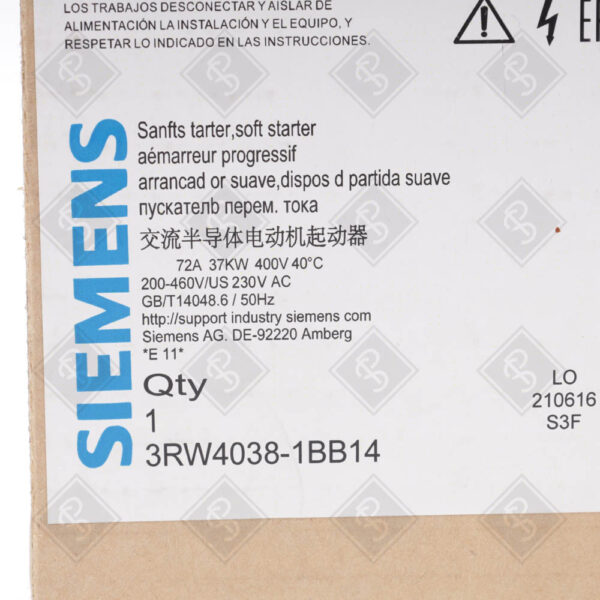 LOS TRABAJOS DESCONECTAR Y AISLAR DE
ALIMENTACIÓN LA INSTALACIÓN Y EL EQUIPO, Y
RESPETAR LO INDICADO EN LAS INSTRUCCIONES.
SIEMENS
Sanfts tarter,soft starter
aémarreur progressif
arrancad or suave,dispos d partida suave
пускатель перем. тока
交流半导体电动机起动器
72A 37KW 400V 40°C
200-460V/US 230V AC
GB/T14048.6 / 50Hz
http://support industry siemens com
Siemens AG. DE-92220 Amberg
*E 11*
Qty
1
3RW4038-1BB14
LO
210616
S3F